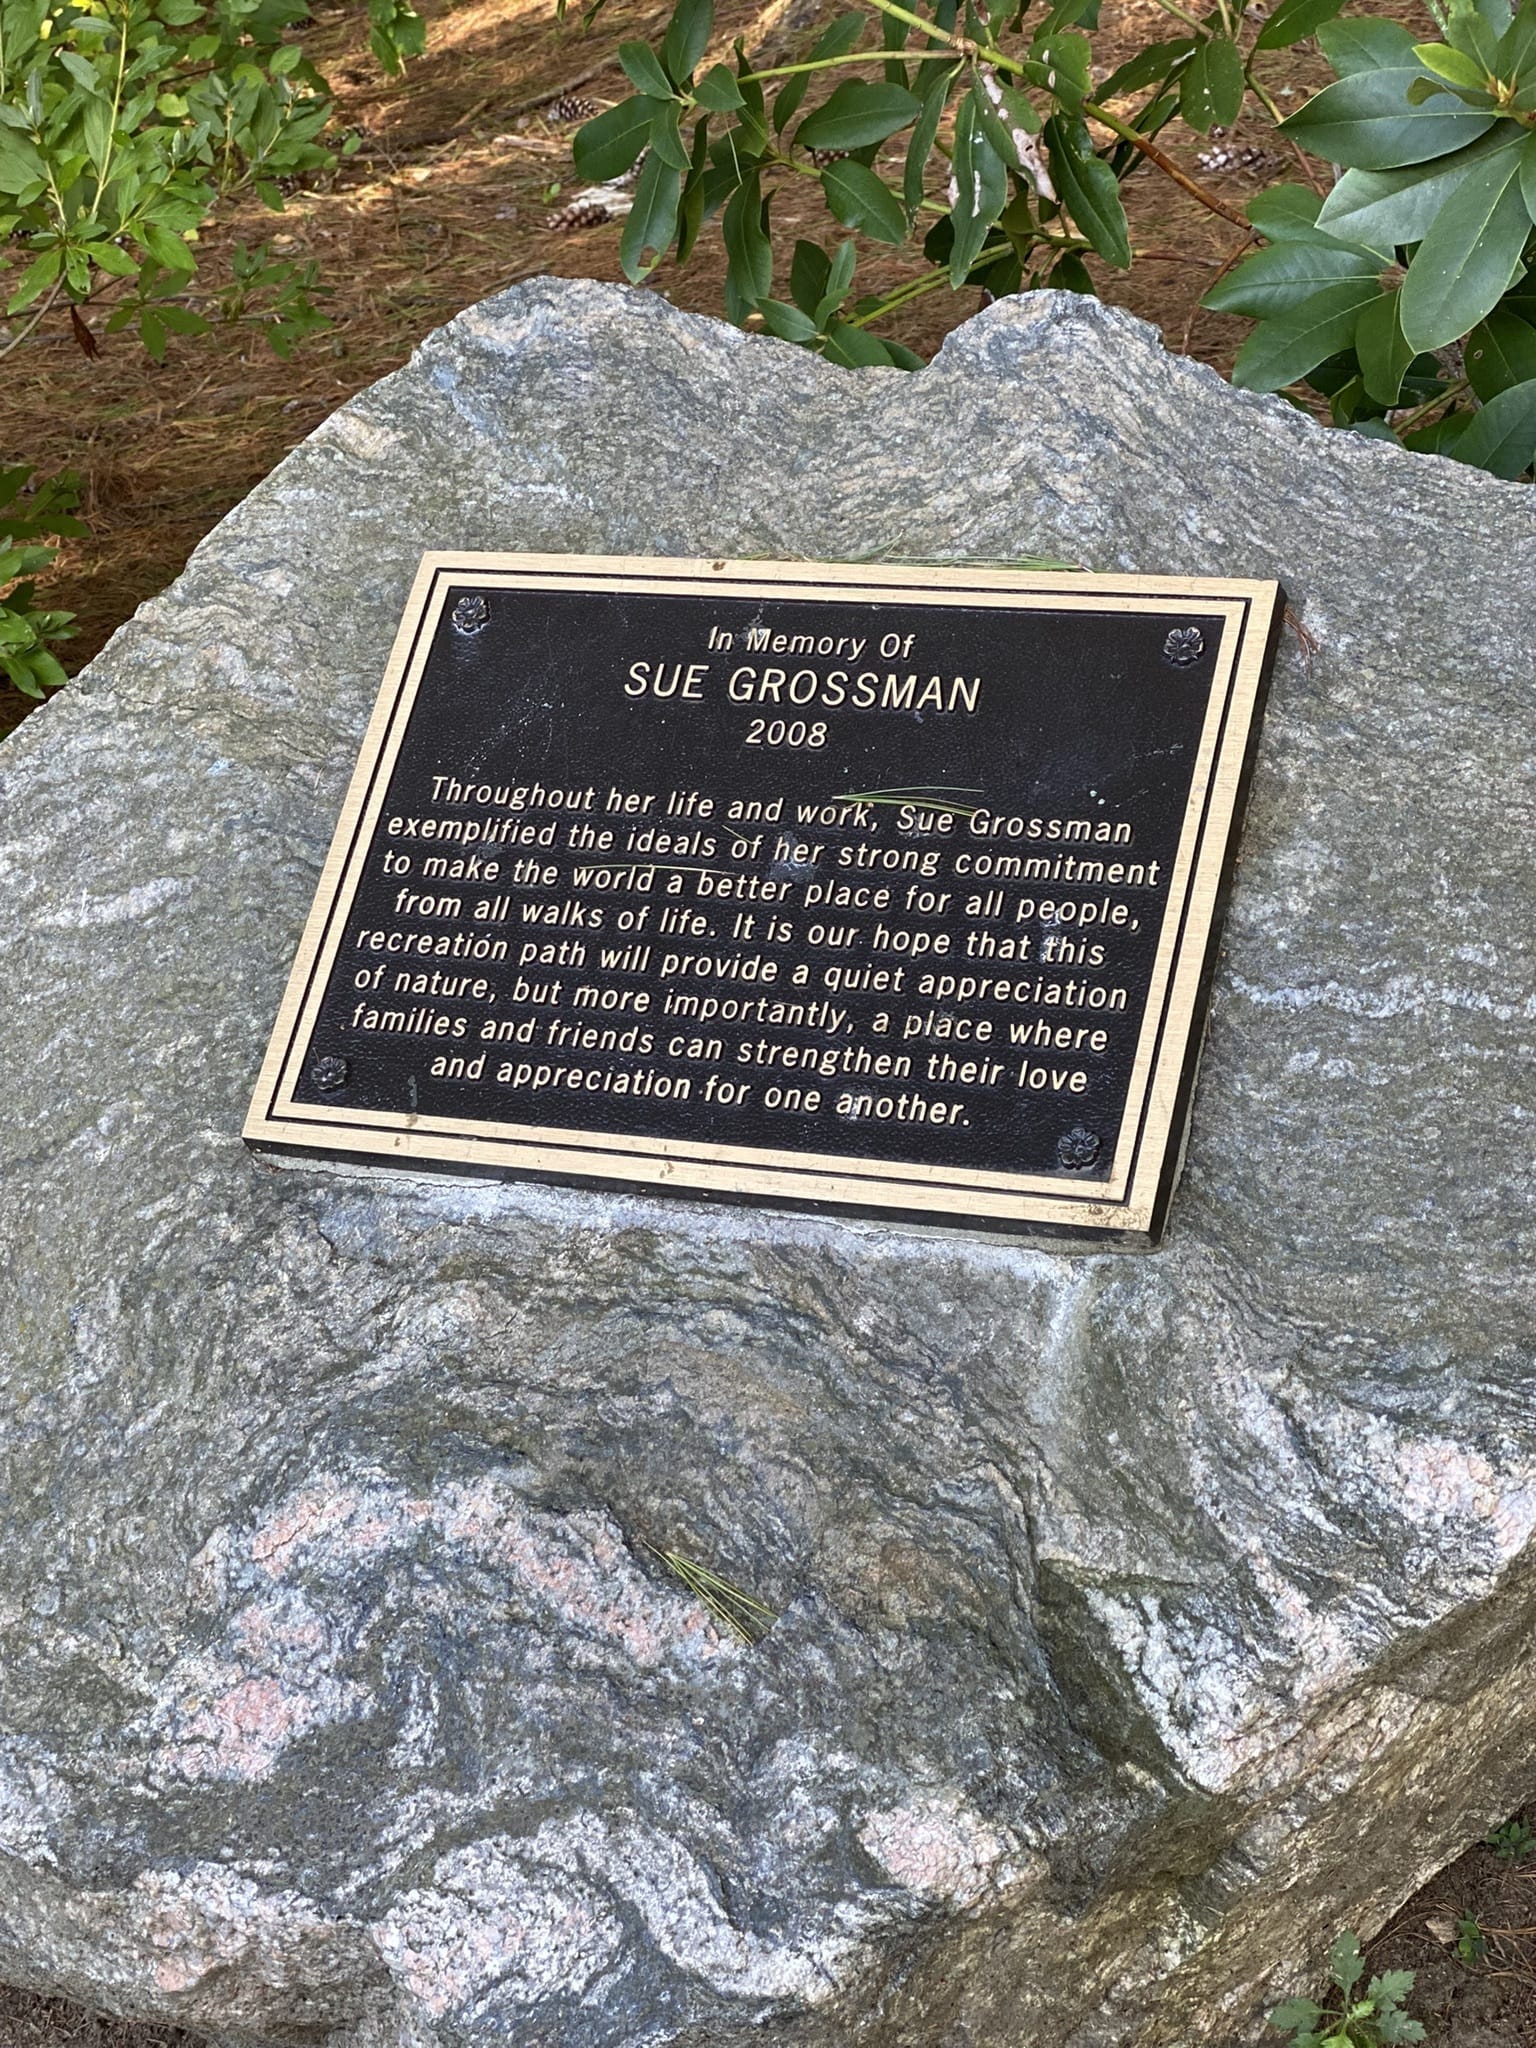 In Memory Of
SUE GROSSMAN
2008
Throughout her life and work, Sue Grossman
exemplified the ideals of her strong commitment
to make the world a better place for all people,
from all walks of life. It is our hope that this
recreation path will provide a quiet appreciation
of nature, but more importantly, a place where
families and friends can strengthen their love
and appreciation for one another.